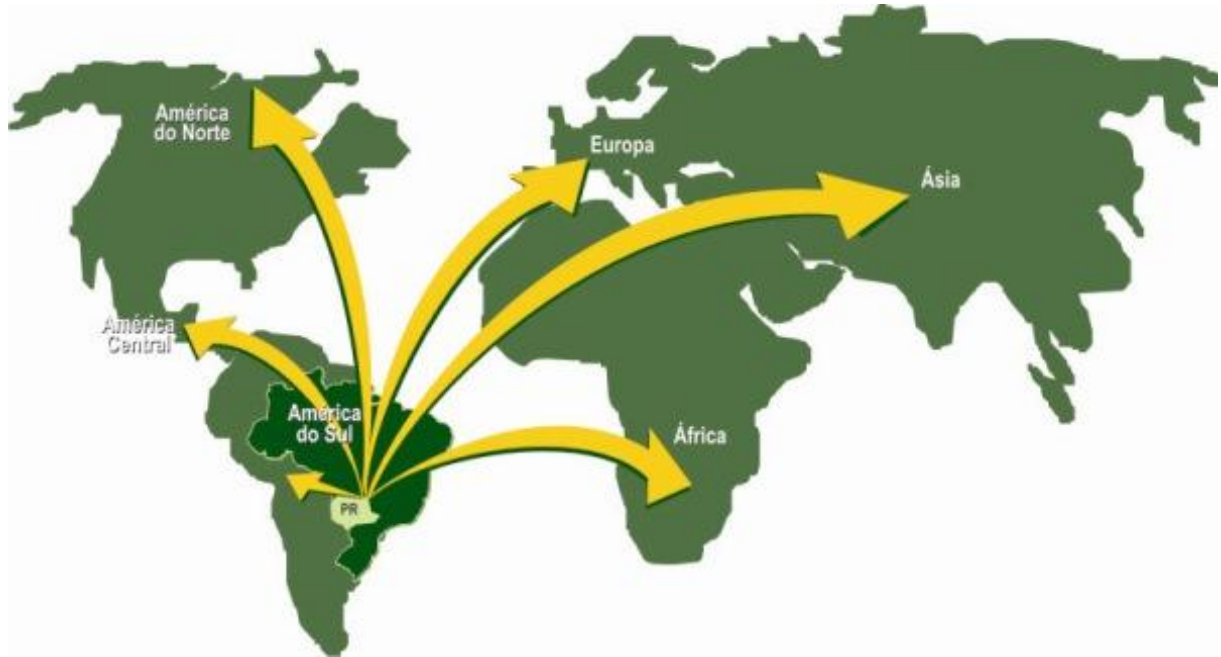 América
do Norte
Europa
Ásia
América
Central
América
do Sul
África
PR